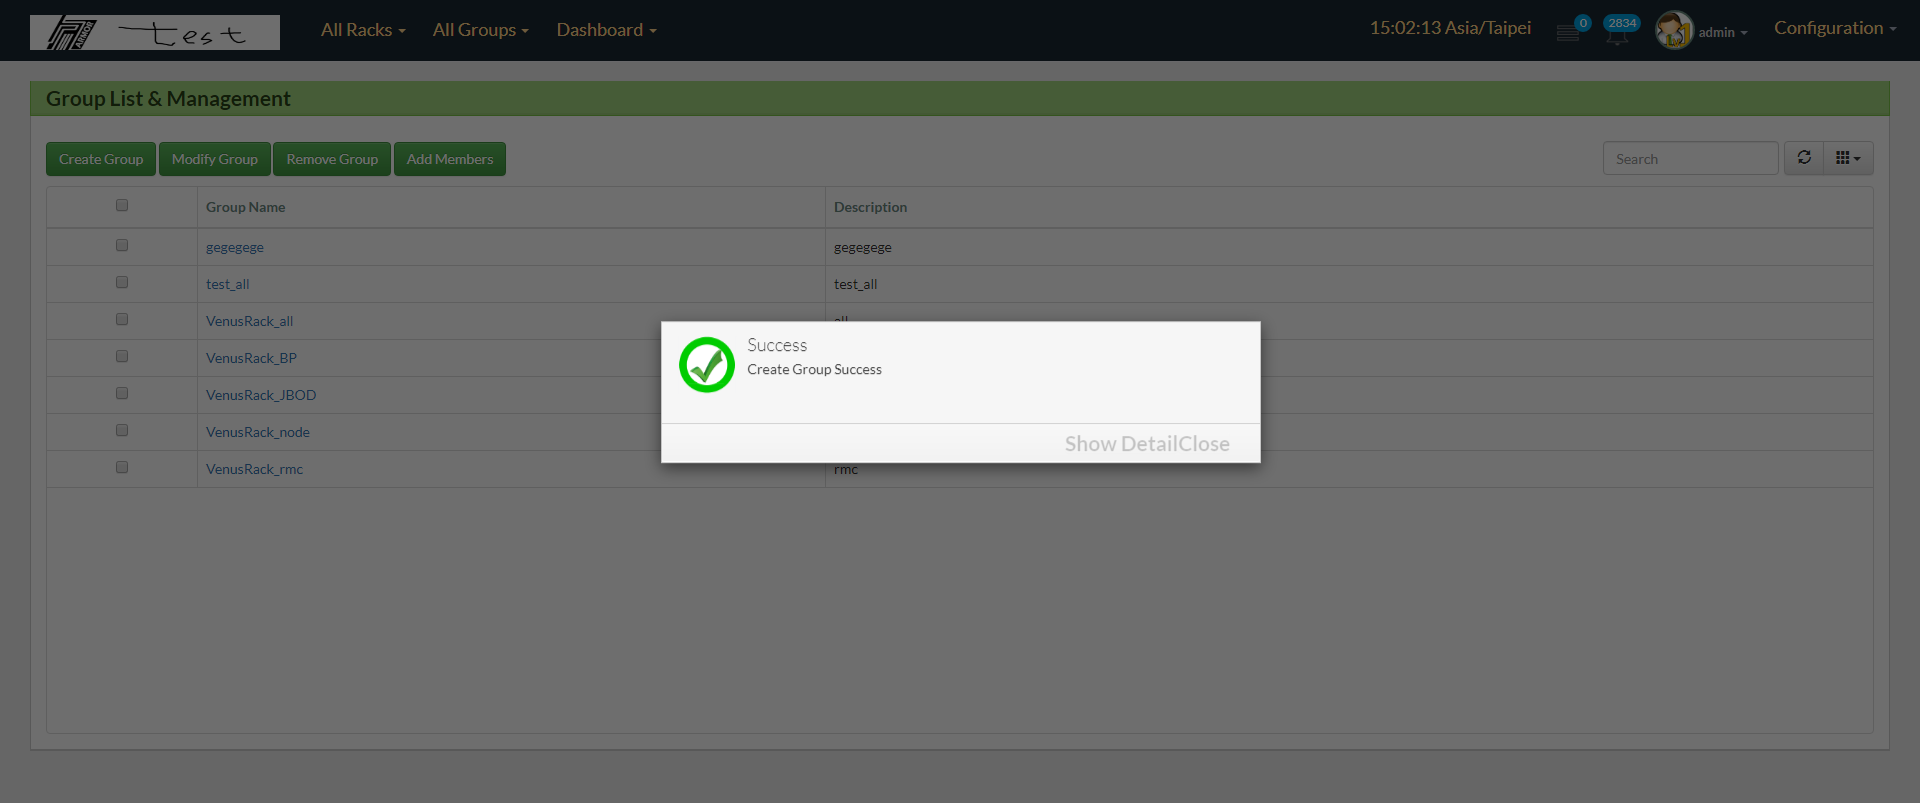 ARMOR test All Racks All Groups Dashboard 15:02:13 Asia/Taipei 0 2834 admin Configuration
Group List & Management
Create Group Modify Group Remove Group Add Members Search
Group Name Description
gegegege gegegege
test_all test_all
VenusRack_all all
VenusRack_BP
VenusRack_JBOD
VenusRack_node
VenusRack_rmc rmc
Success
Create Group Success
Show DetailClose